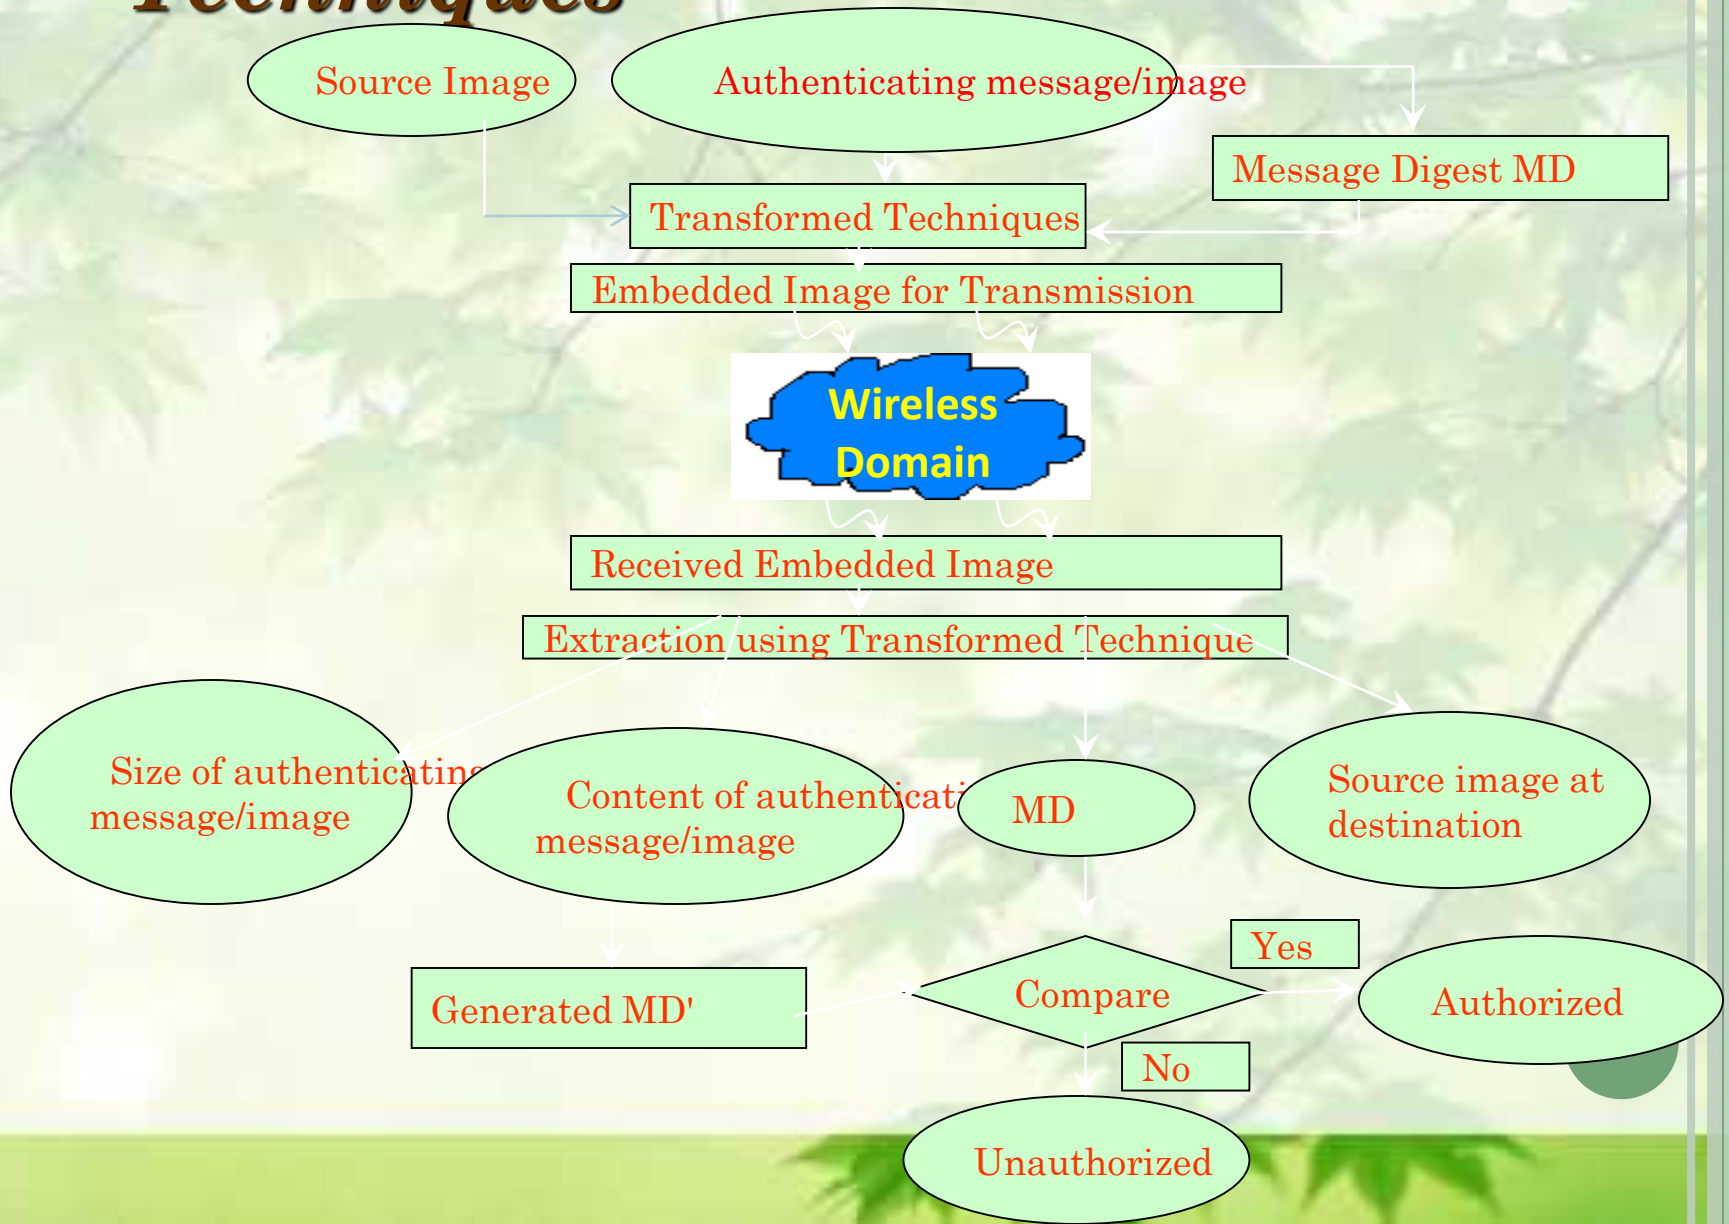 Techniques
Source Image
Authenticating message/image
Message Digest MD
Transformed Techniques
Embedded Image for Transmission
Wireless
Domain
Received Embedded Image
Extraction using Transformed Technique
Size of authenticating
message/image
Content of authenticati
message/image
MD
Source image at
destination
Generated MD'
Compare
Yes
Authorized
No
Unauthorized